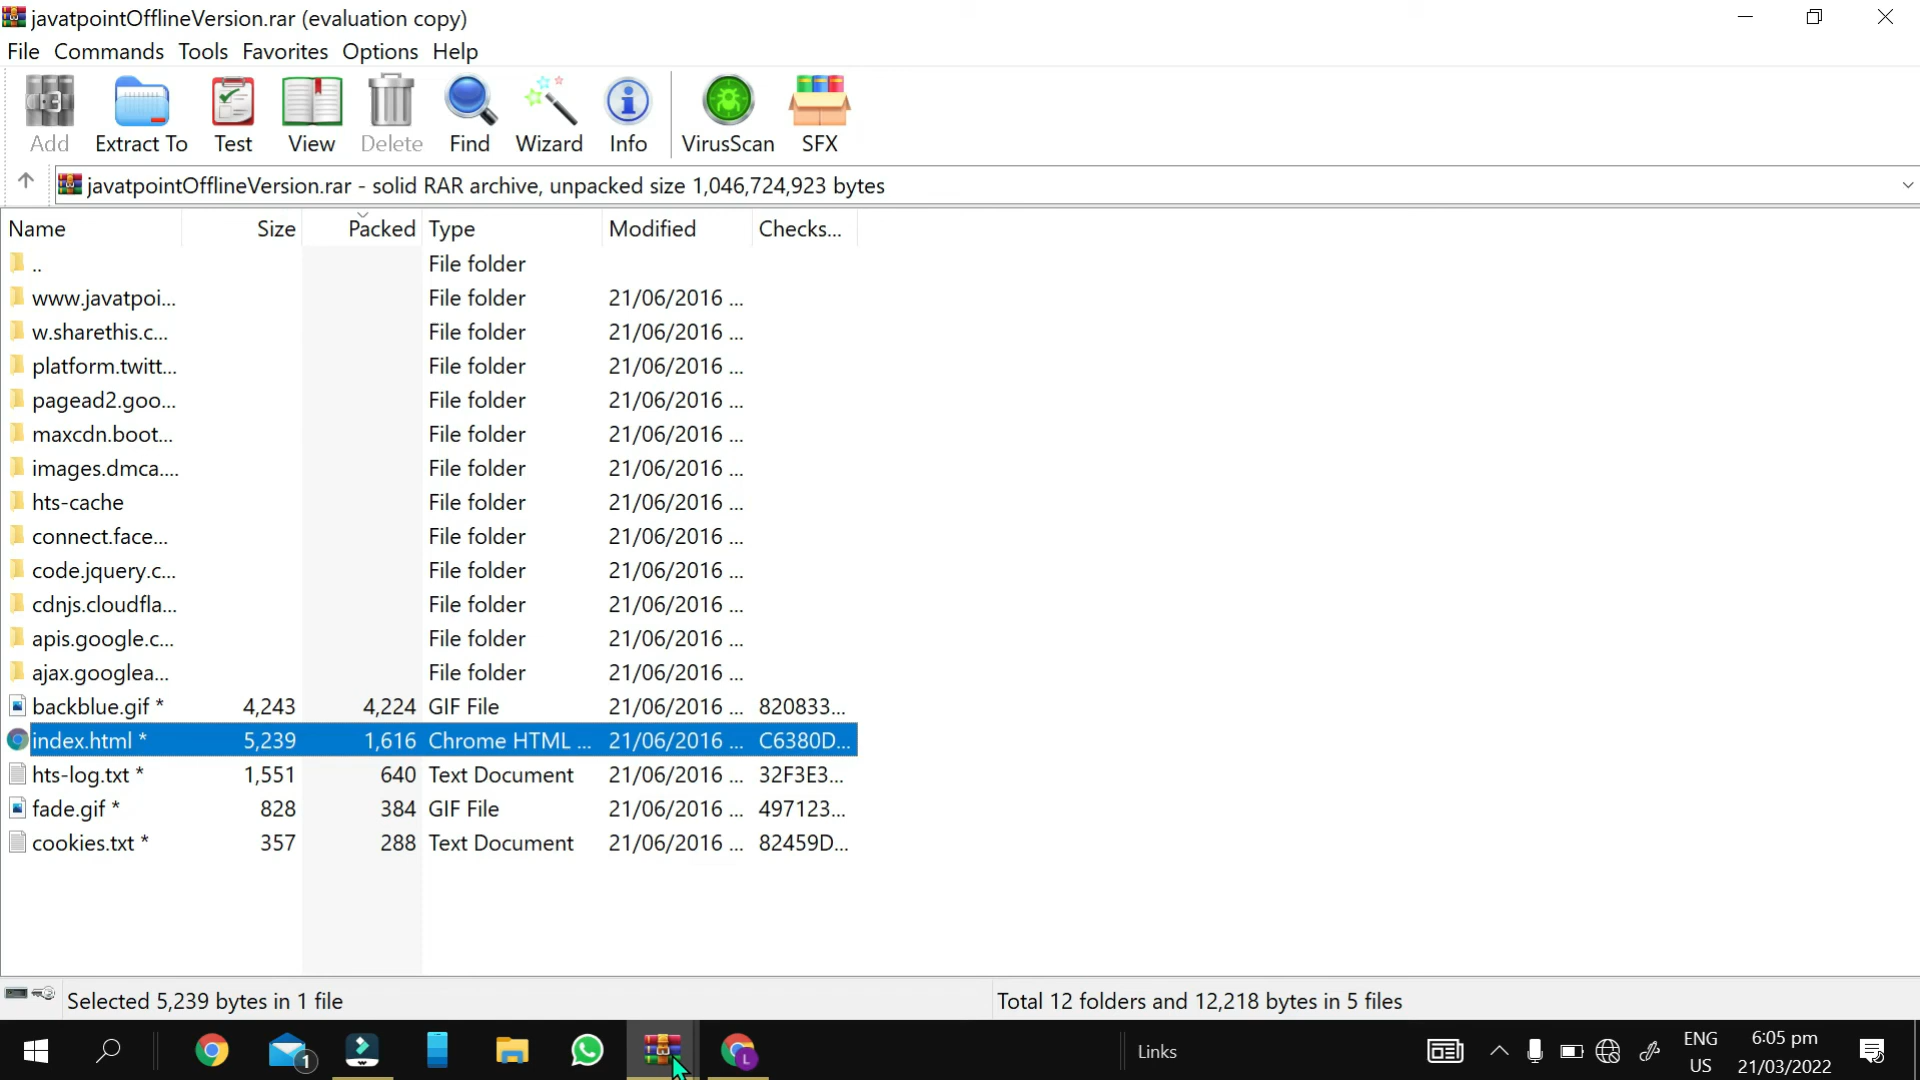 javatpointOfflineVersion.rar (evaluation copy)
File Commands Tools Favorites Options Help
Add Extract To Test View Delete Find Wizard Info VirusScan SFX
javatpointOfflineVersion.rar - solid RAR archive, unpacked size 1,046,724,923 bytes
Name Size Packed Type Modified Checks...
.. File folder
www.javatpoi... File folder 21/06/2016 ...
w.sharethis.c... File folder 21/06/2016 ...
platform.twitt... File folder 21/06/2016 ...
pagead2.goo... File folder 21/06/2016 ...
maxcdn.boot... File folder 21/06/2016 ...
images.dmca.... File folder 21/06/2016 ...
hts-cache File folder 21/06/2016 ...
connect.face... File folder 21/06/2016 ...
code.jquery.c... File folder 21/06/2016 ...
cdnjs.cloudfla... File folder 21/06/2016 ...
apis.google.c... File folder 21/06/2016 ...
ajax.googlea... File folder 21/06/2016 ...
backblue.gif * 4,243 4,224 GIF File 21/06/2016 ... 820833...
index.html * 5,239 1,616 Chrome HTML ... 21/06/2016 ... C6380D...
hts-log.txt * 1,551 640 Text Document 21/06/2016 ... 32F3E3...
fade.gif * 828 384 GIF File 21/06/2016 ... 497123...
cookies.txt * 357 288 Text Document 21/06/2016 ... 82459D...
Selected 5,239 bytes in 1 file Total 12 folders and 12,218 bytes in 5 files
1 L Links ENG 6:05 pm
US 21/03/2022